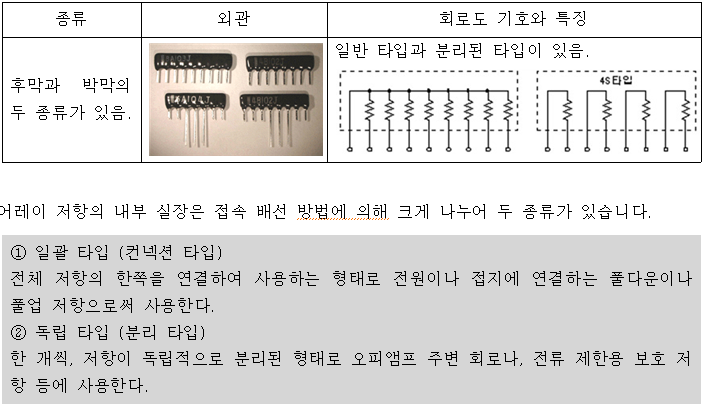 종류
외관
회로도 기호와 특징
후막과 박막의
두 종류가 있음.
일반 타입과 분리된 타입이 있음.
4S타입
어레이 저항의 내부 실장은 접속 배선 방법에 의해 크게 나누어 두 종류가 있습니다.
① 일괄 타입 (컨넥션 타입)
전체 저항의 한쪽을 연결하여 사용하는 형태로 전원이나 접지에 연결하는 풀다운이나
풀업 저항으로써 사용한다.
② 독립 타입 (분리 타입)
한 개씩, 저항이 독립적으로 분리된 형태로 오피앰프 주변 회로나, 전류 제한용 보호 저
항 등에 사용한다.